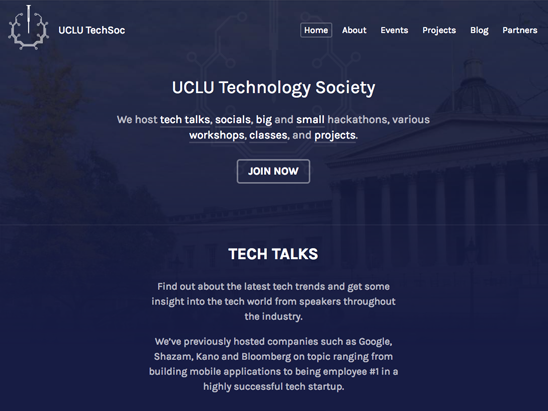 UCLU TechSoc
Home About Events Projects Blog Partners
UCLU Technology Society
We host tech talks, socials, big and small hackathons, various
workshops, classes, and projects.
JOIN NOW
TECH TALKS
Find out about the latest tech trends and get some
insight into the tech world from speakers throughout
the industry.
We've previously hosted companies such as Google,
Shazam, Kano and Bloomberg on topic ranging from
building mobile applications to being employee #1 in a
highly successful tech startup.